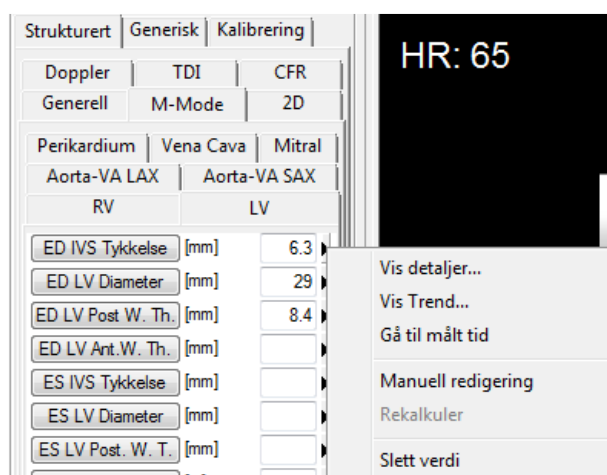 Strukturert Generisk Kalibrering
HR: 65
Doppler TDI CFR
Generell M-Mode 2D
Perikardium Vena Cava Mitral
Aorta-VA LAX Aorta-VA SAX
RV LV
ED IVS Tykkelse [mm] 6.3
ED LV Diameter [mm] 29
ED LV Post W. Th. [mm] 8.4
ED LV Ant.W. Th. [mm]
ES IVS Tykkelse [mm]
ES LV Diameter [mm]
ES LV Post. W. T. [mm]
Vis detaljer...
Vis Trend...
Gå til målt tid
Manuell redigering
Rekalkuler
Slett verdi